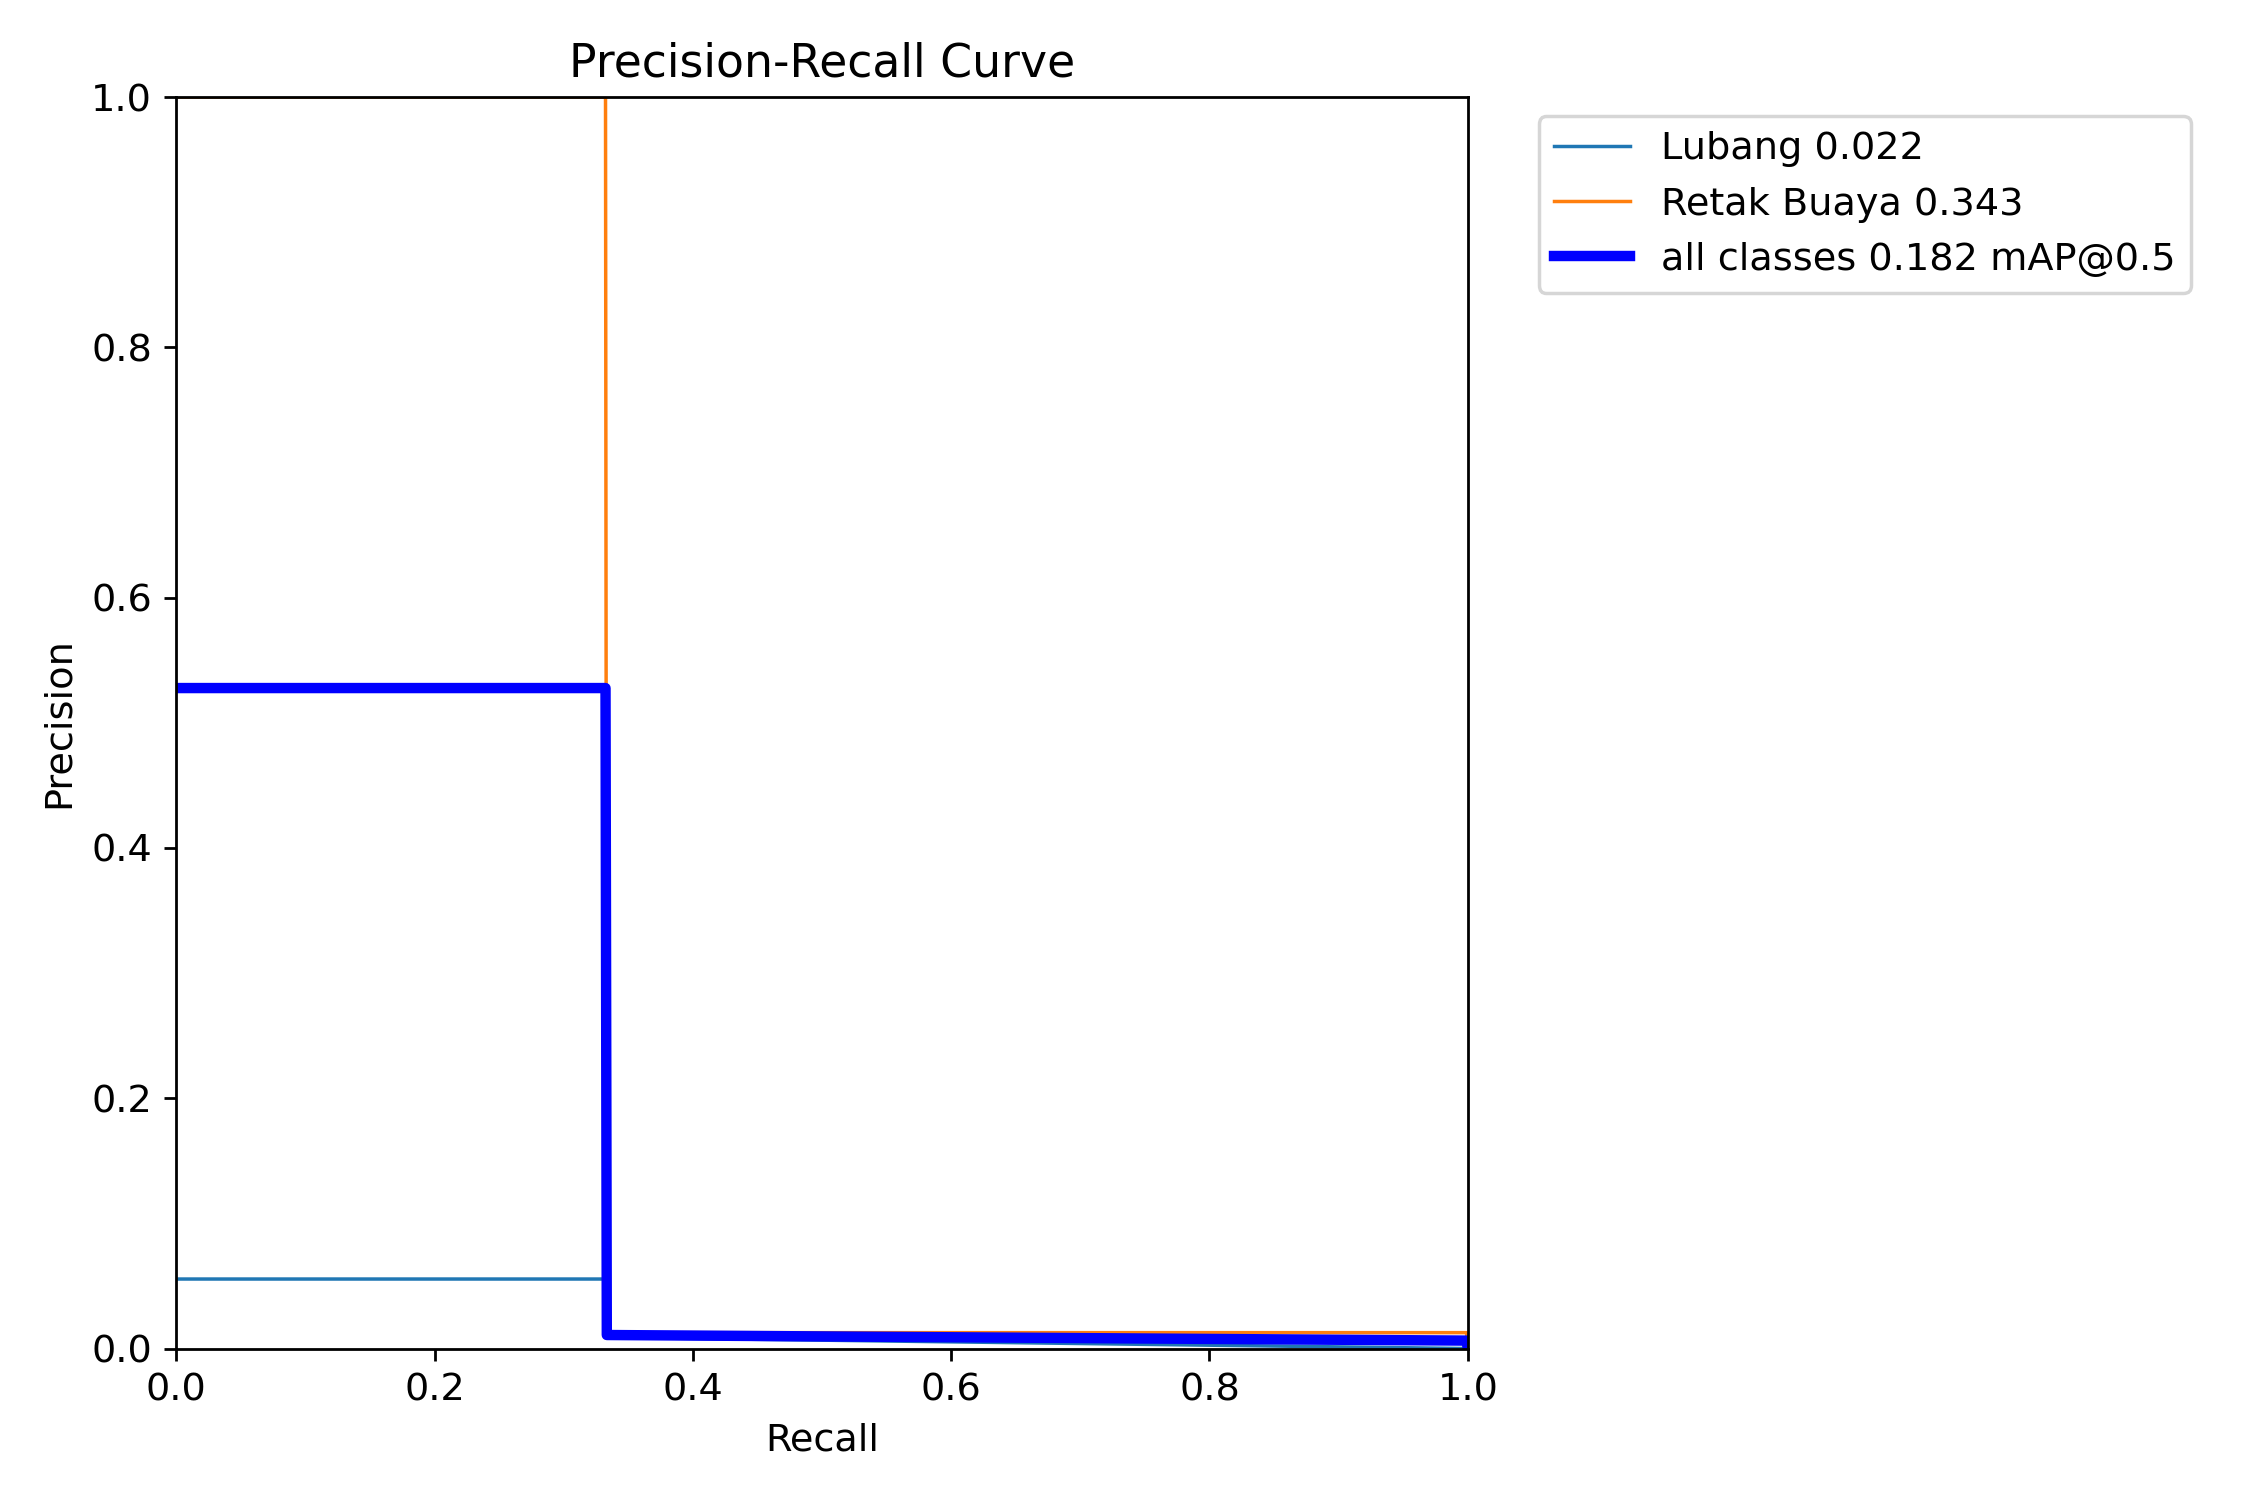 Precision-Recall Curve
1.0
0.8
0.6
0.4
0.2
0.0
Precision
0.0 0.2 0.4 0.6 0.8 1.0
Recall
Lubang 0.022
Retak Buaya 0.343
all classes 0.182 mAP@0.5